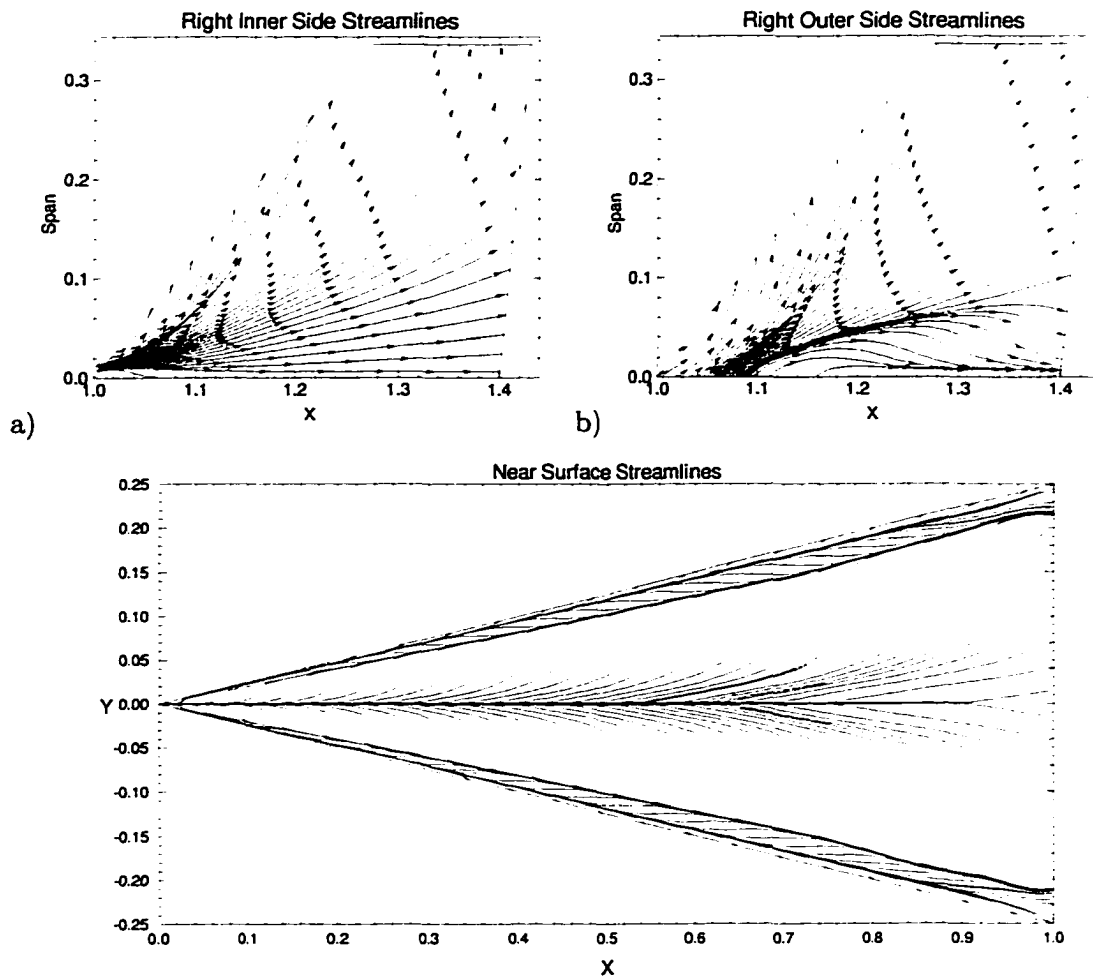 Right Inner Side Streamlines
0.3
0.2
0.1
0.0
Span
1.0 1.1 1.2 1.3 1.4
X
a)
Right Outer Side Streamlines
0.3
0.2
0.1
0.0
Span
1.0 1.1 1.2 1.3 1.4
X
b)
Near Surface Streamlines
0.25
0.20
0.15
0.10
0.05
Y 0.00
-0.05
-0.10
-0.15
-0.20
-0.25
0.0 0.1 0.2 0.3 0.4 0.5 0.6 0.7 0.8 0.9 1.0
X